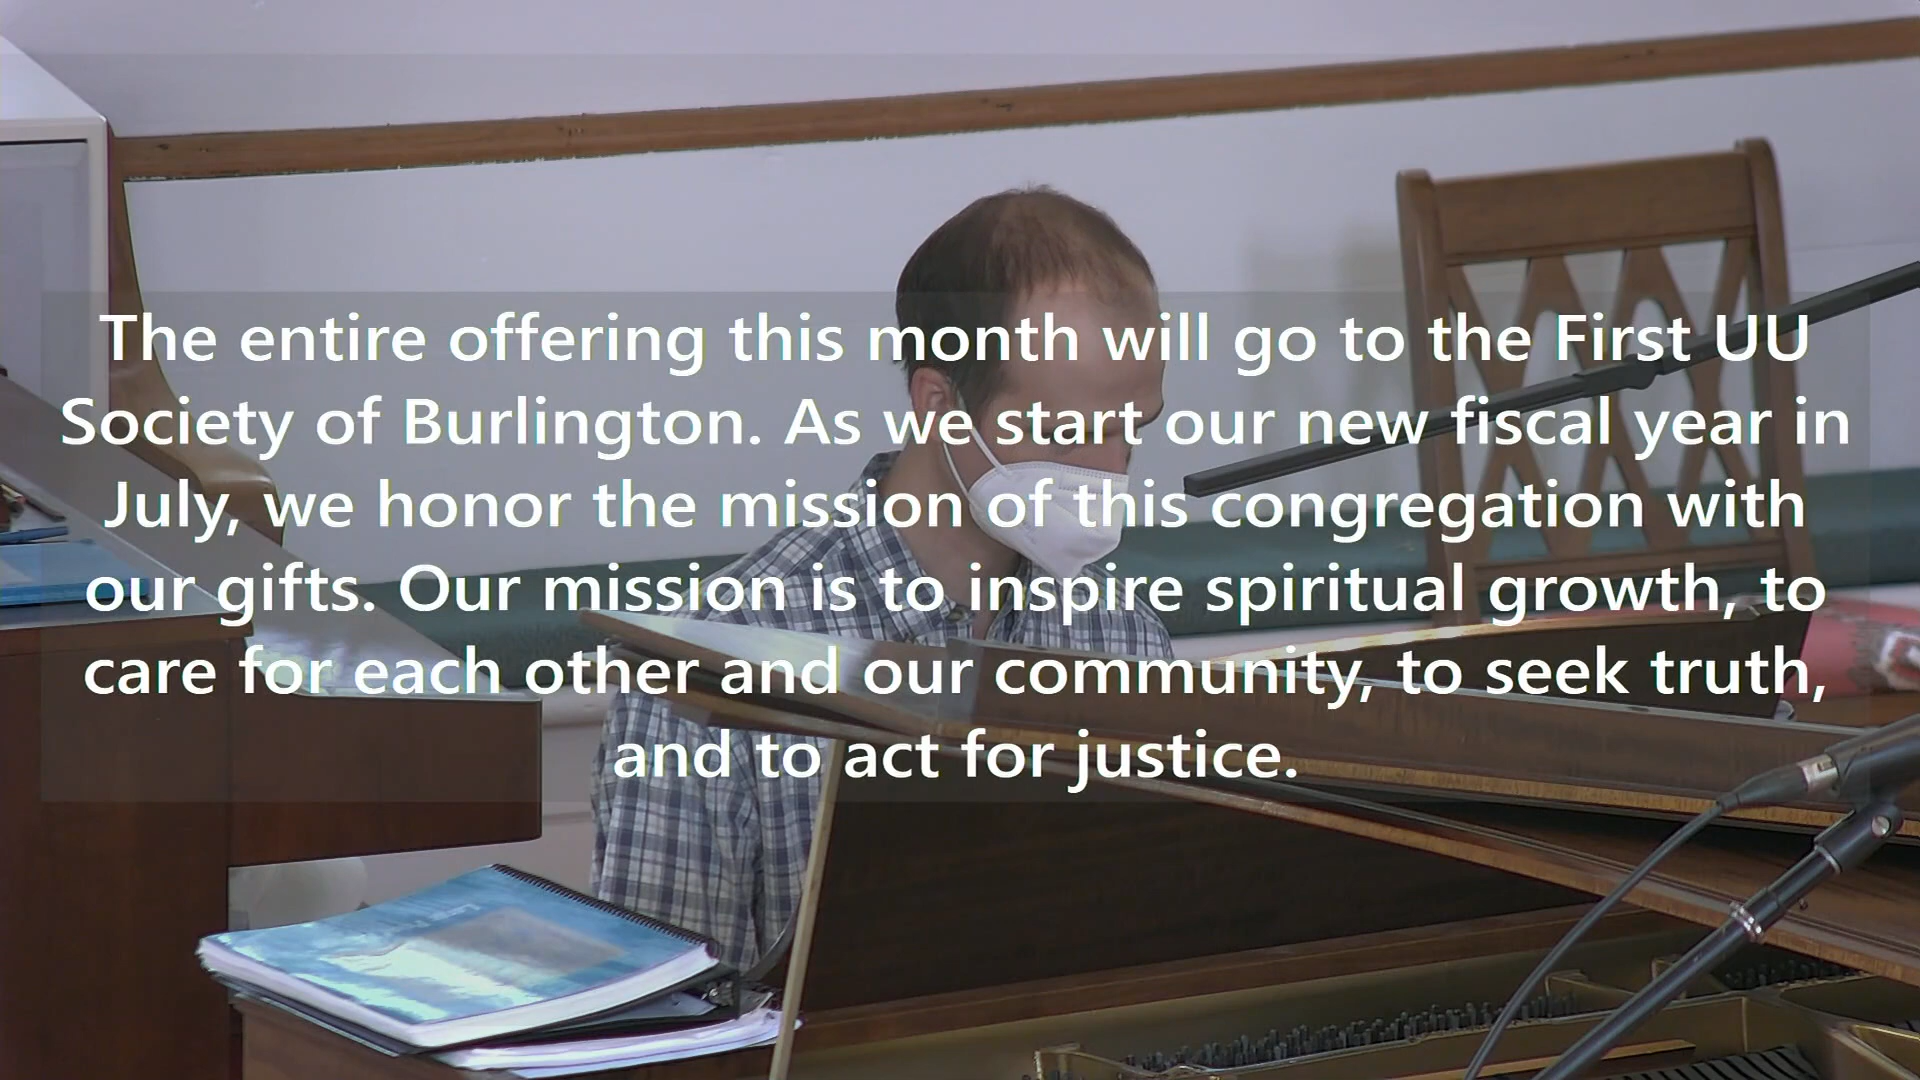 The entire offering this month will go to the First UU
Society of Burlington. As we start our new fiscal year in
July, we honor the mission of this congregation with
our gifts. Our mission is to inspire spiritual growth, to
care for each other and our community, to seek truth,
and to act for justice.